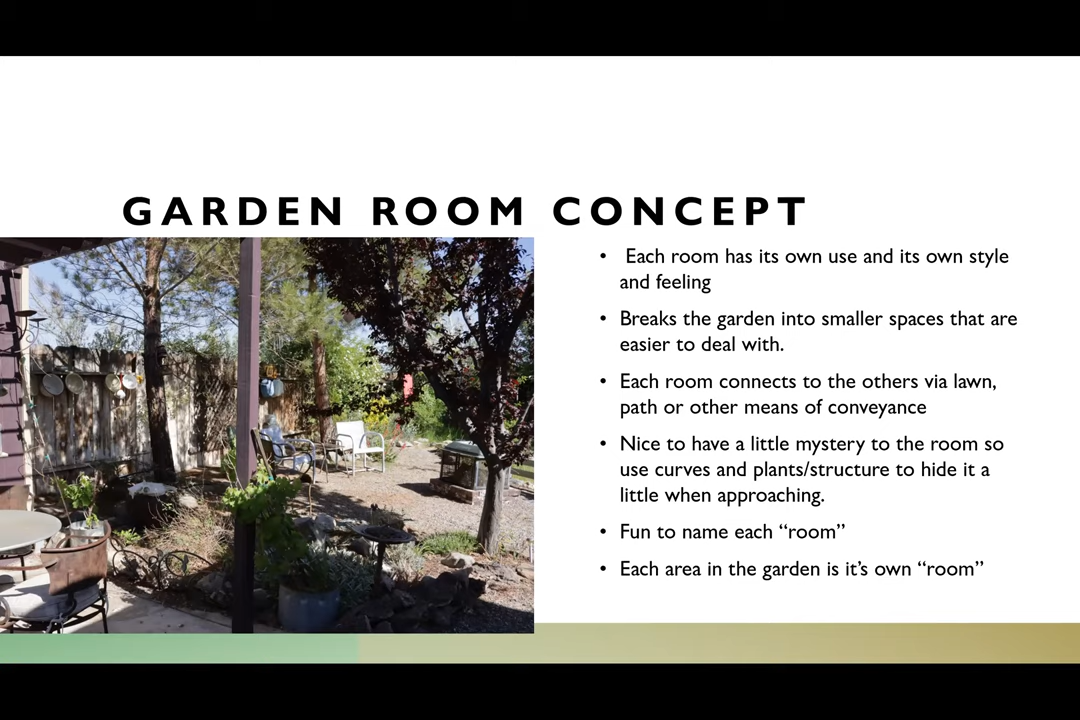 GARDEN ROOM CONCEPT
• Each room has its own use and its own style
and feeling
• Breaks the garden into smaller spaces that are
easier to deal with.
• Each room connects to the others via lawn,
path or other means of conveyance
• Nice to have a little mystery to the room so
use curves and plants/structure to hide it a
little when approaching.
• Fun to name each “room”
• Each area in the garden is it’s own “room”